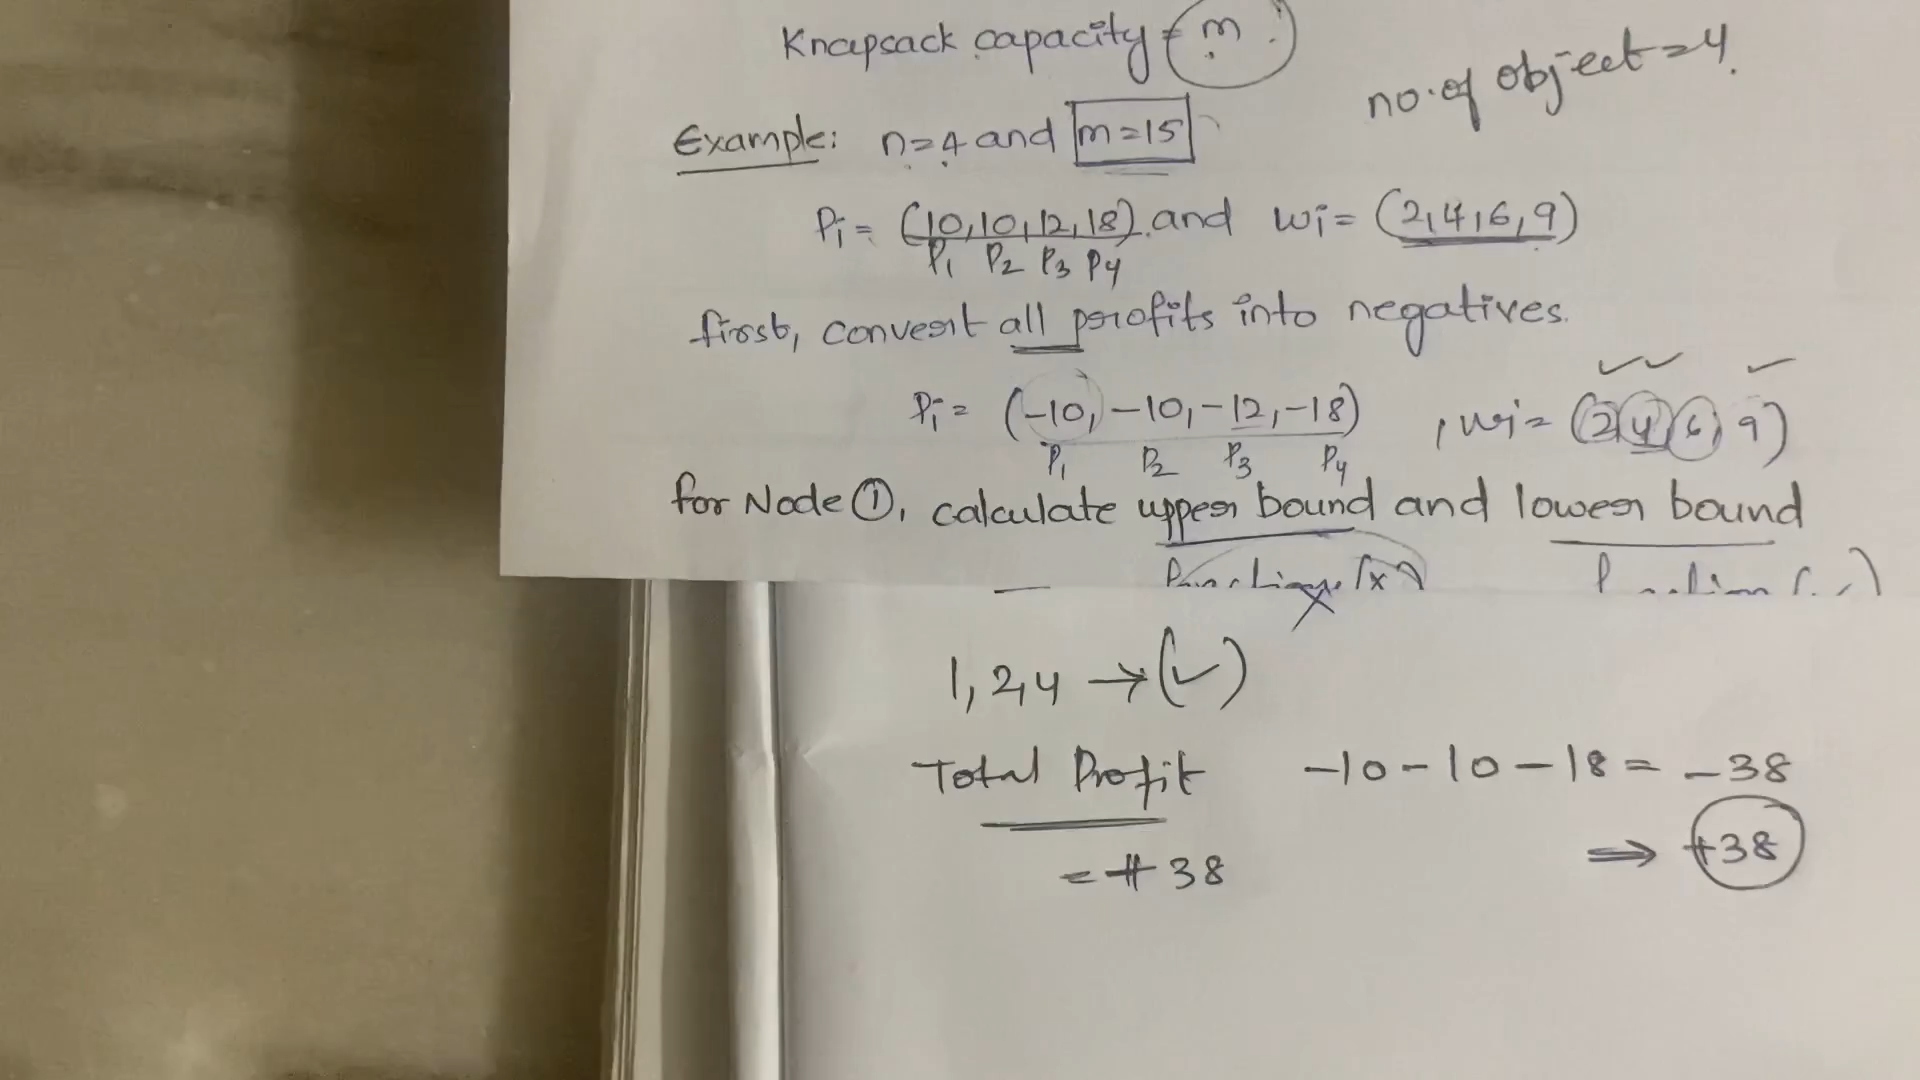 Knapsack capacity = m.
no. of object = 4.
Example: n=4 and m=15
Pi = (10,10,12,18). and wi= (2,4,6,9)
P1 P2 P3 P4
first, convert all profits into negatives.
Pi = (-10, -10, -12, -18) , wi= (2,4,6,9)
P1 P2 P3 P4
for Node ①, calculate upper bound and lower bound
1, 2, 4 → (✓)
Total Profit -10-10-18 = -38
= +38 ⇒ +38